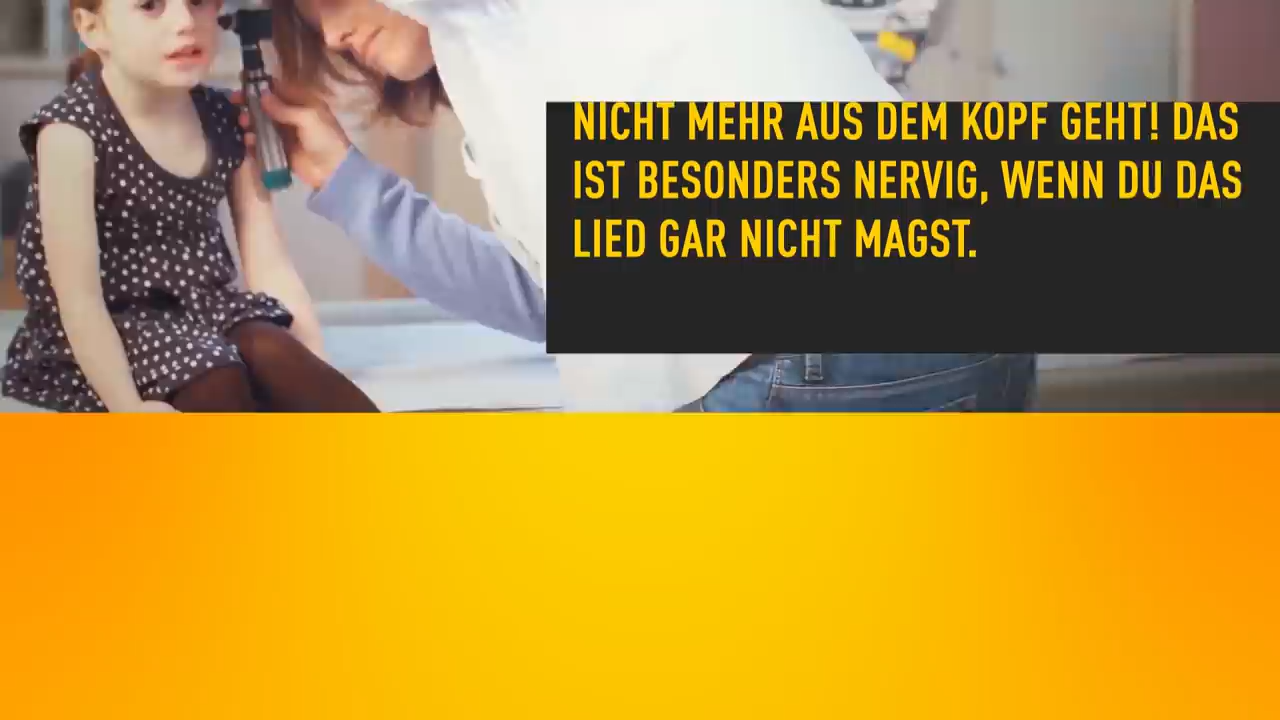 NICHT MEHR AUS DEM KOPF GEHT! DAS
IST BESONDERS NERVIG, WENN DU DAS
LIED GAR NICHT MAGST.